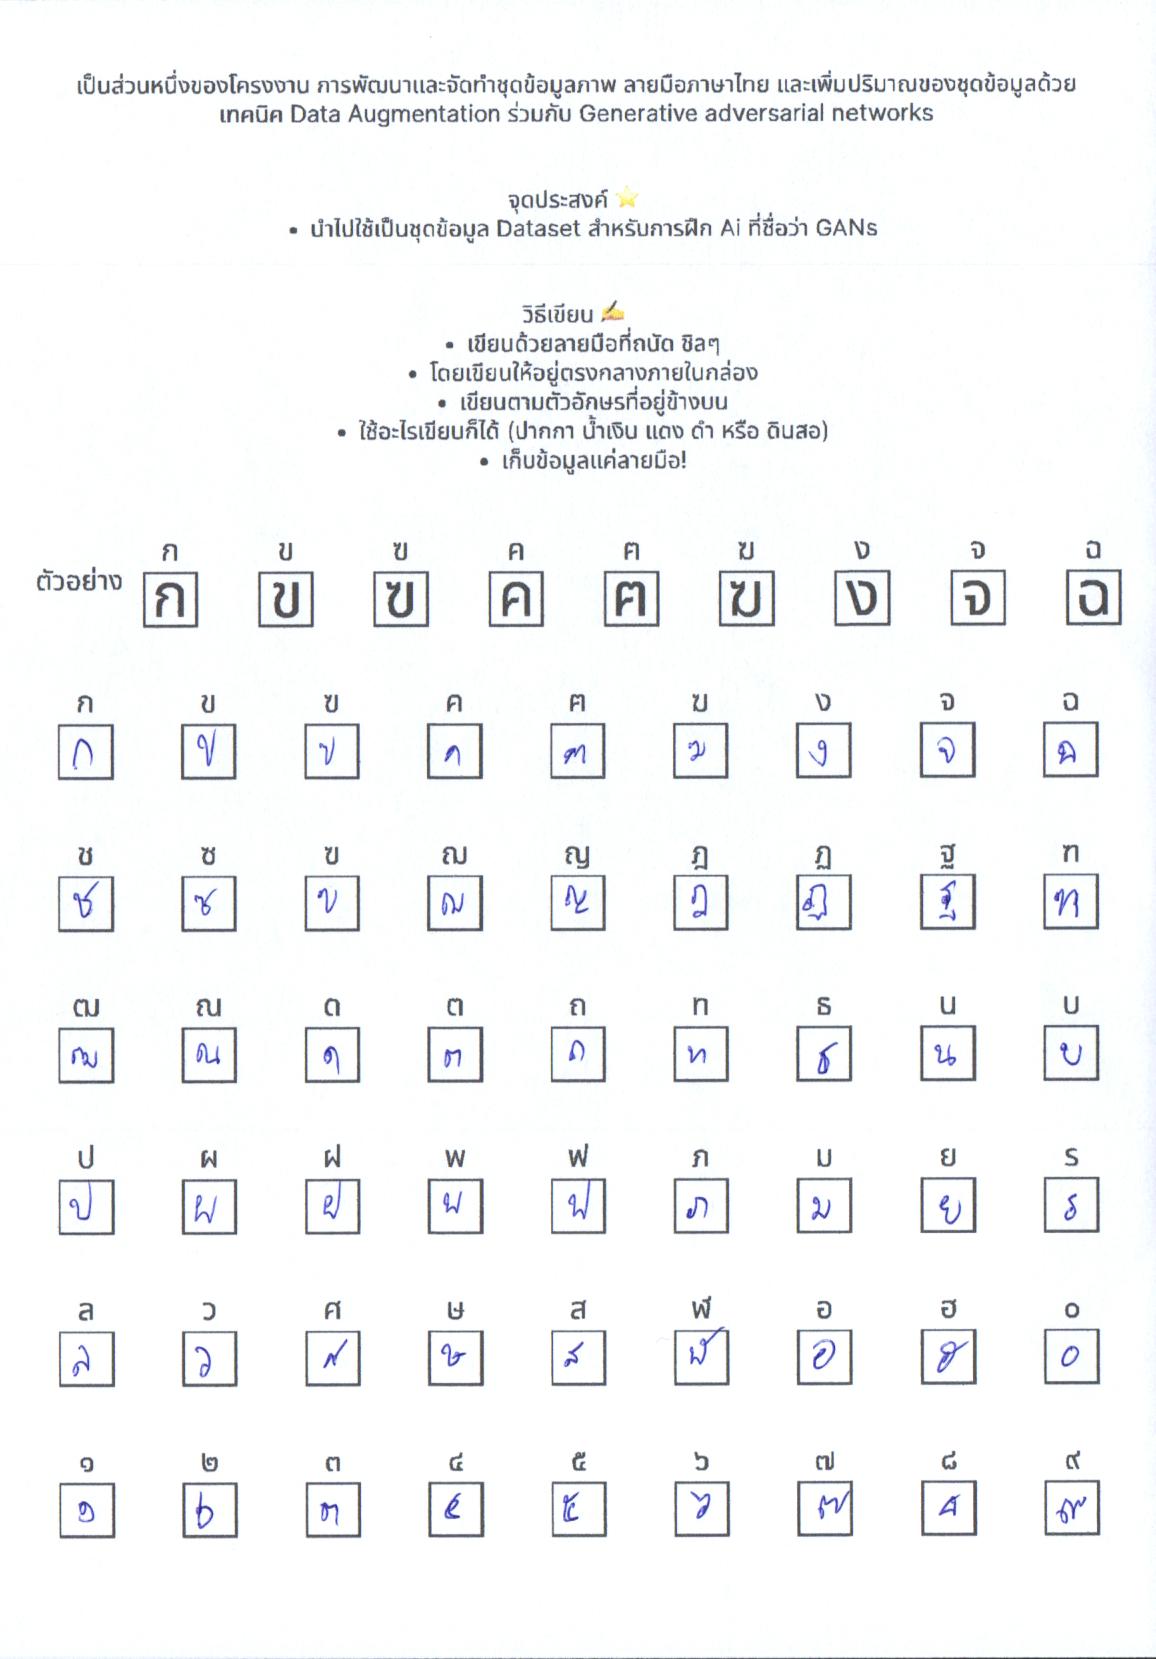 เป็นส่วนหนึ่งของโครงงาน การพัฒนาและจัดทำชุดข้อมูลภาพ ลายมือภาษาไทย และเพิ่มปริมาณของชุดข้อมูลด้วย
เทคนิค Data Augmentation ร่วมกับ Generative adversarial networks
จุดประสงค์ ⭐
• นำไปใช้เป็นชุดข้อมูล Dataset สำหรับการฝึก Ai ที่ชื่อว่า GANs
วิธีเขียน ✍
• เขียนด้วยลายมือที่ถนัด ชิลๆ
• โดยเขียนให้อยู่ตรงกลางภายในกล่อง
• เขียนตามตัวอักษรที่อยู่ข้างบน
• ใช้อะไรเขียนก็ได้ (ปากกา น้ำเงิน แดง ดำ หรือ ดินสอ)
• เก็บข้อมูลแค่ลายมือ!
ก ข ฃ ค ฅ ฆ ง จ ฉ
ตัวอย่าง ก ข ฃ ค ฅ ฆ ง จ ฉ
ก ข ฃ ค ฅ ฆ ง จ ฉ
ก ข ฃ ค ฅ ฆ ง จ ฉ
ช ซ ฃ ฌ ญ ฎ ฏ ฐ ฑ
ช ซ ฃ ฌ ญ ฎ ฏ ฐ ฑ
ฒ ณ ด ต ถ ท ธ น บ
ฒ ณ ด ต ถ ท ธ น บ
ป ผ ฝ พ ฟ ภ ม ย ร
ป ผ ฝ พ ฟ ภ ม ย ร
ล ว ศ ษ ส ฬ อ ฮ ๐
ล ว ศ ษ ส ฬ อ ฮ ๐
๑ ๒ ๓ ๔ ๕ ๖ ๗ ๘ ๙
๑ ๒ ๓ ๔ ๕ ๖ ๗ ๘ ๙